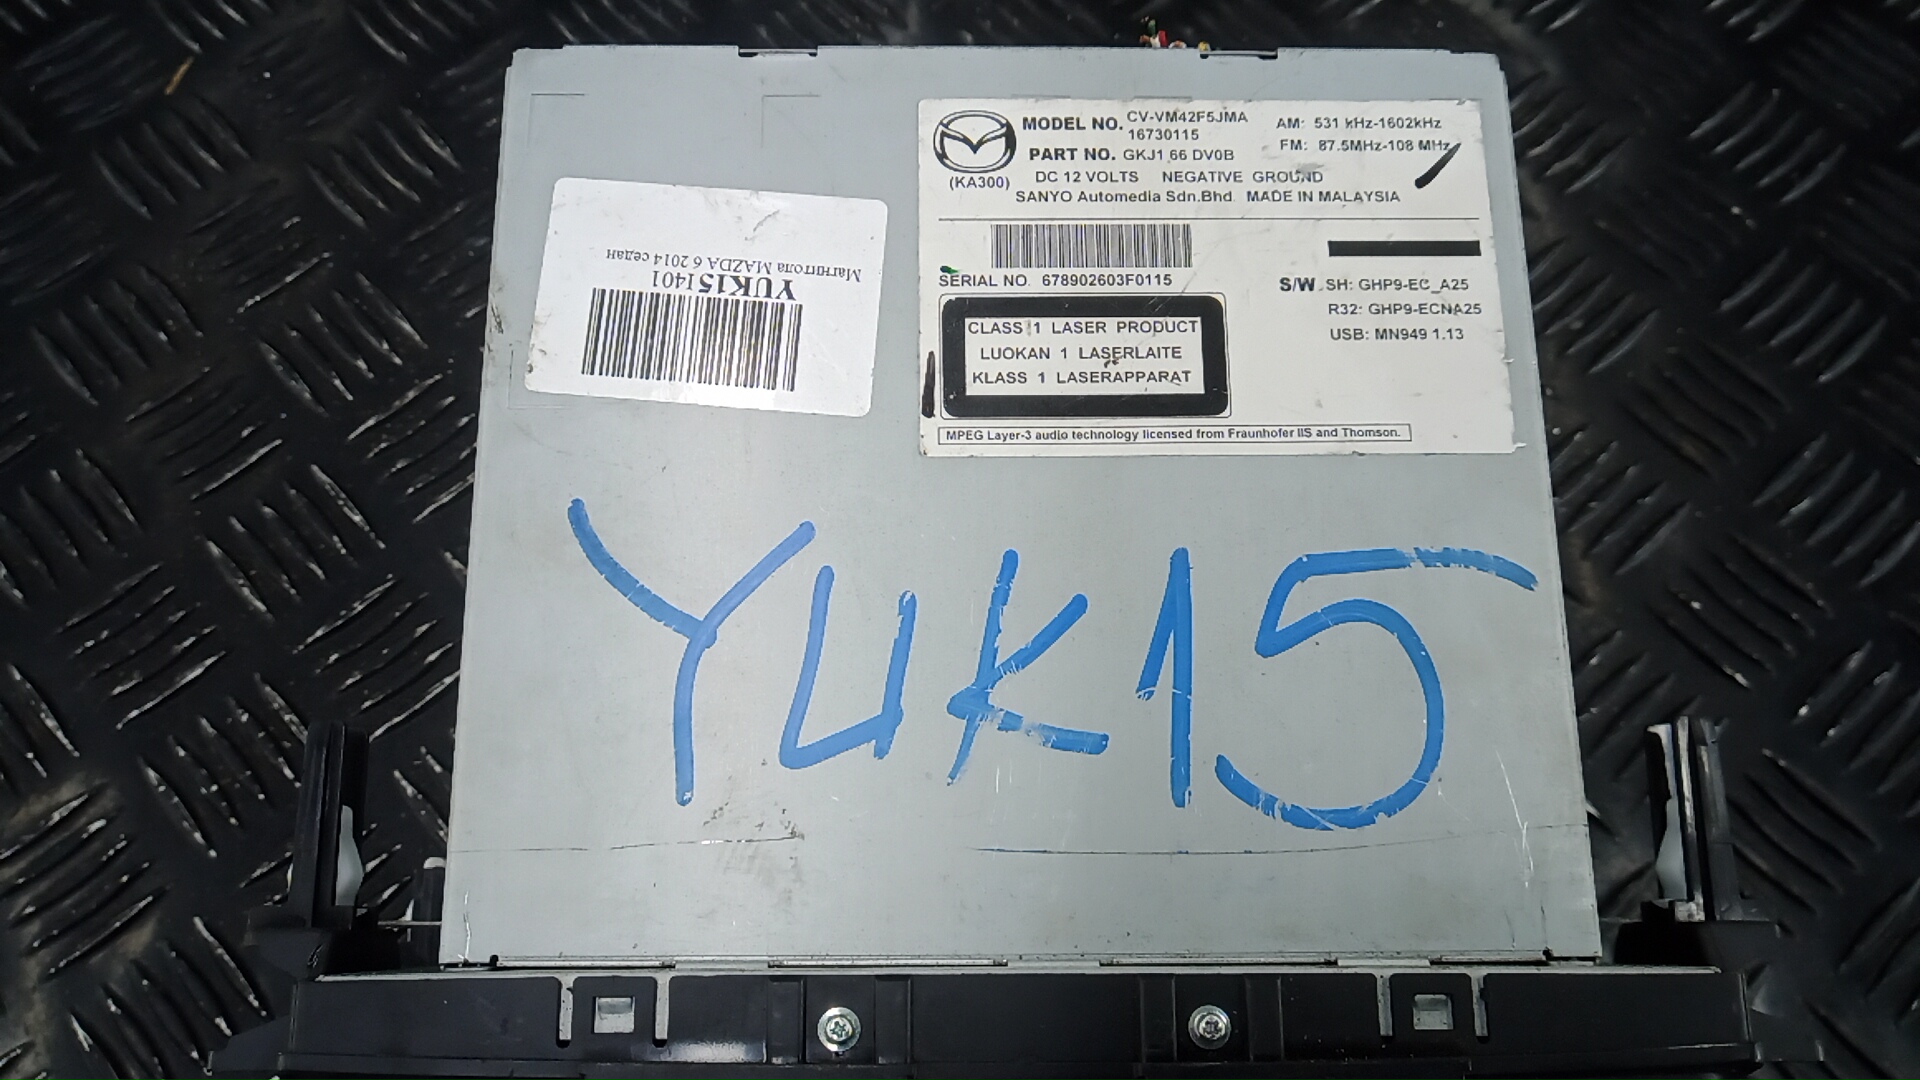 MODEL NO. CV-VM42F5JMA
16730115
AM: 531 kHz-1602kHz
FM: 87.5MHz-108 MHz
PART NO. GKJ1 66 DV0B
(KA300)
DC 12 VOLTS NEGATIVE GROUND
SANYO Automedia Sdn.Bhd. MADE IN MALAYSIA
SERIAL NO. 678902603F0115
S/W. SH: GHP9-EC_A25
R32: GHP9-ECNA25
USB: MN949 1.13
CLASS 1 LASER PRODUCT
LUOKAN 1 LASERLAITE
KLASS 1 LASERAPPARAT
MPEG Layer-3 audio technology licensed from Fraunhofer IIS and Thomson.
YUK151401
Магнитола MAZDA 6 2014 седан
YUK15